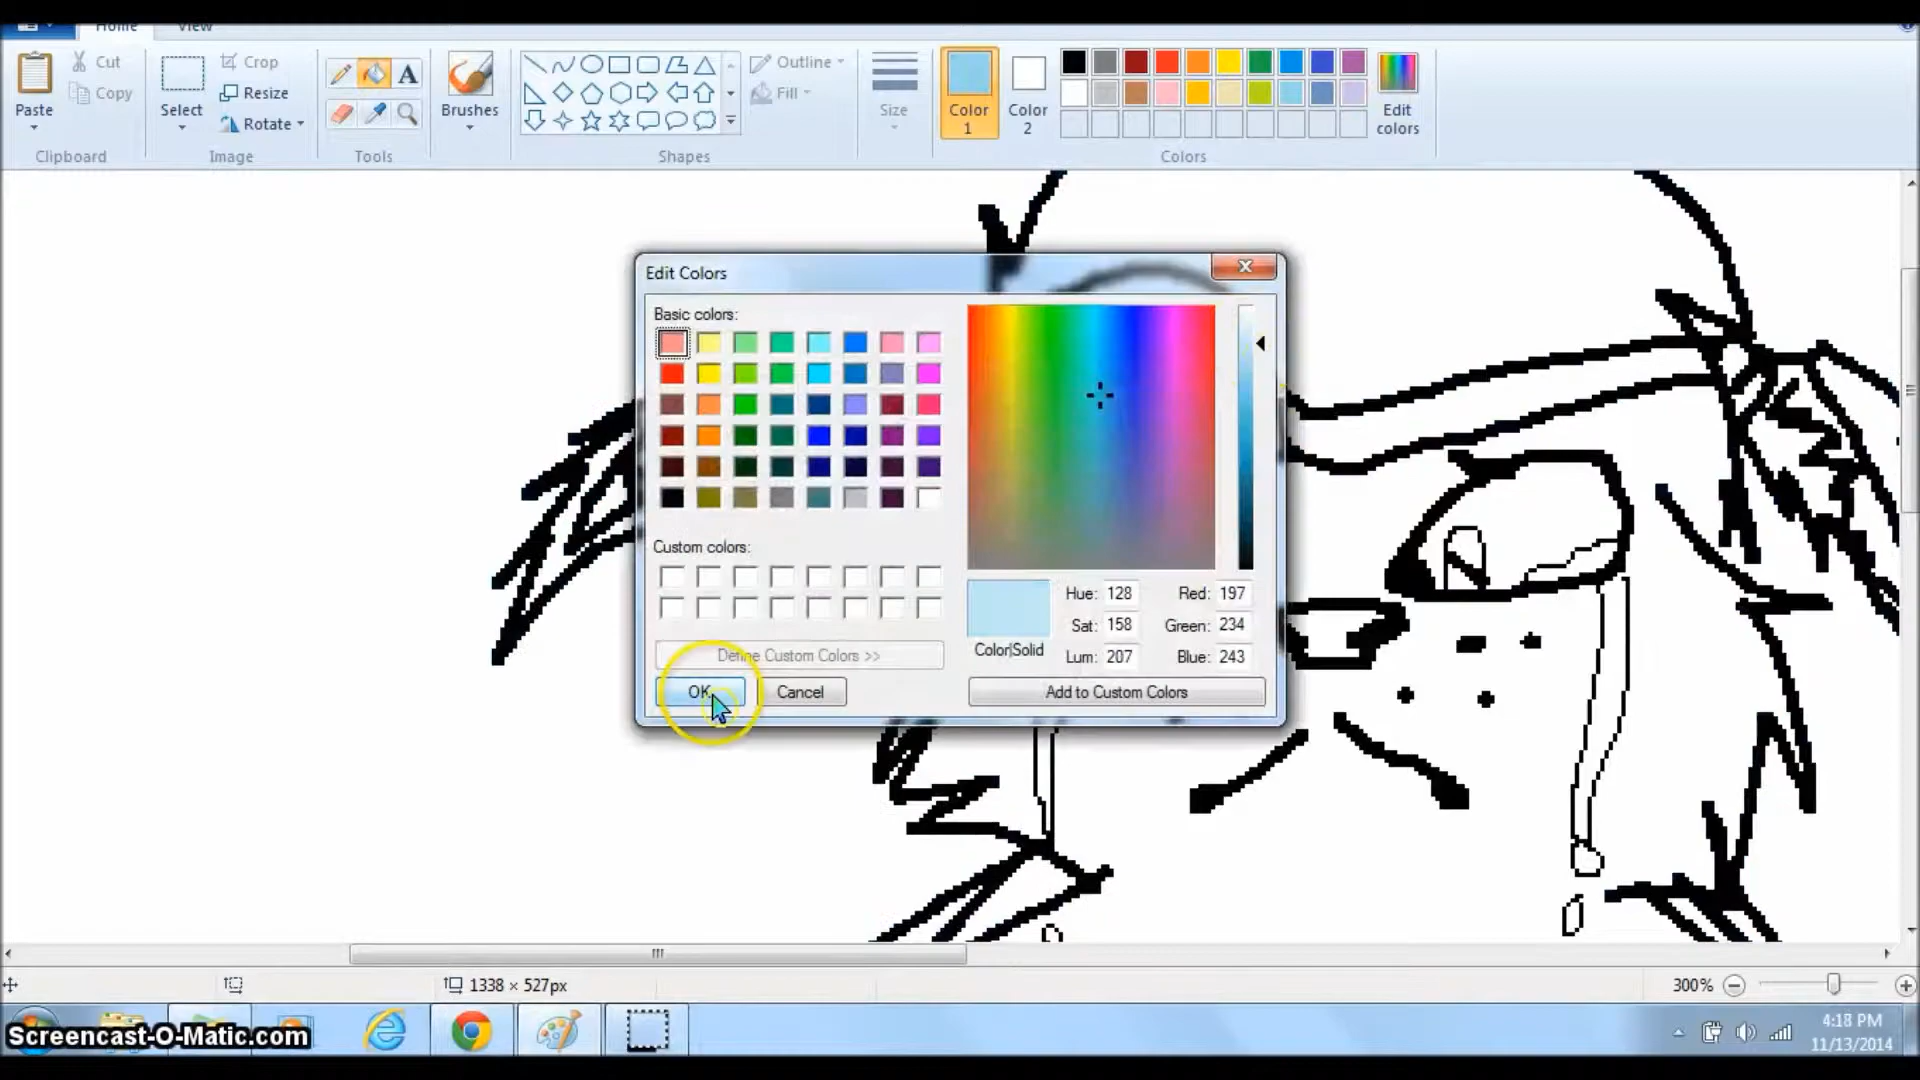 Home View
Paste
Cut
Copy
Clipboard
Select
Crop
Resize
Rotate
Image
A
Tools
Brushes
Shapes
Outline
Fill
Size
Color 1
Color 2
Edit colors
Colors
Edit Colors
Basic colors:
Custom colors:
Define Custom Colors >>
OK Cancel
Color|Solid
Hue: 128 Red: 197
Sat: 158 Green: 234
Lum: 207 Blue: 243
Add to Custom Colors
1338 × 527px
300%
Screencast-O-Matic.com
4:18 PM
11/13/2014